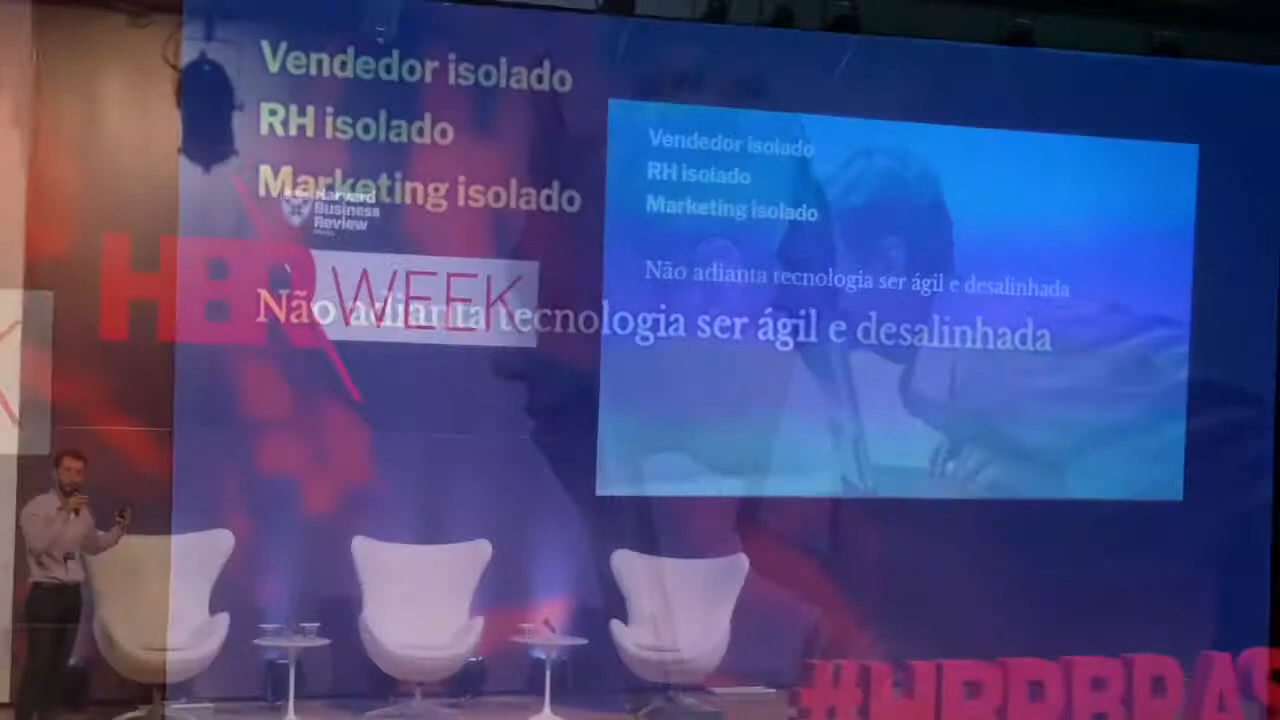 Vendedor isolado
RH isolado
Marketing isolado
Não adianta tecnologia ser ágil e desalinhada
Harvard
Business
Review
HBR WEEK
Vendedor isolado
RH isolado
Marketing isolado
Não adianta tecnologia ser ágil e desalinhada
#HBRBRAS